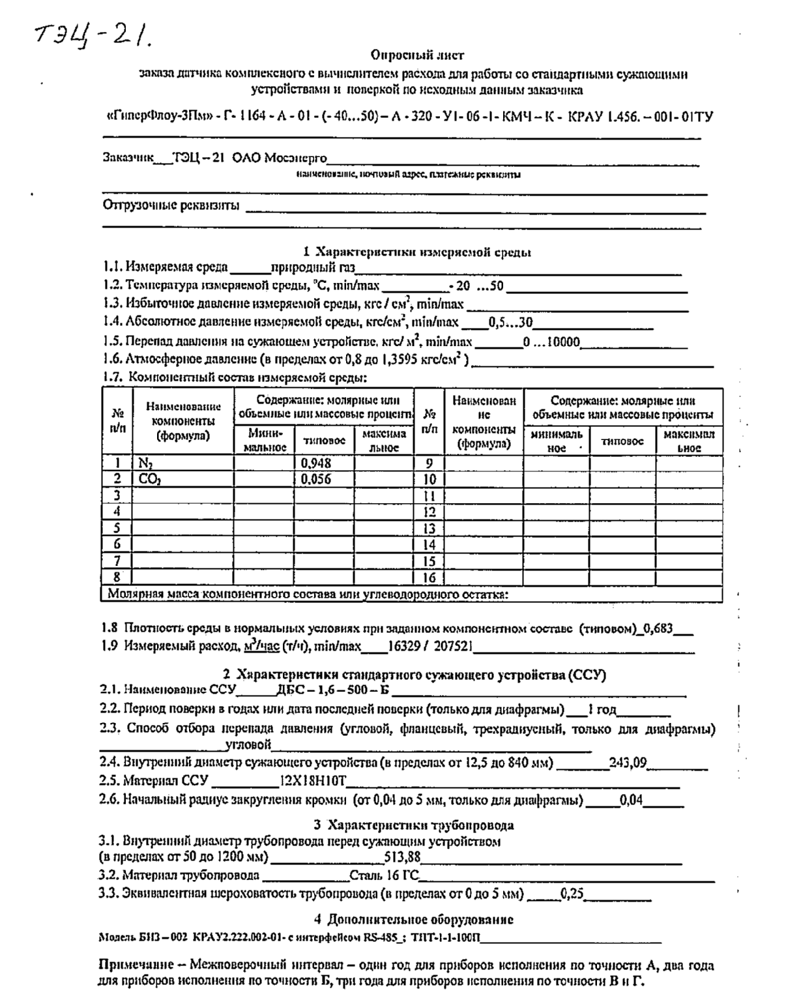 ТЭЦ-21.
Опросный лист
заказа датчика комплексного с вычислителем расхода для работы со стандартными сужающими
устройствами и поверкой по исходным данным заказчика
«ГиперФлоу-3Пм» - Г- 1164 - А - 01 - (- 40...50) – А - 320 - У1- 06 -1- КМЧ – К - КРАУ 1.456. – 001- 01ТУ
Заказчик___ТЭЦ – 21 ОАО Мосэнерго
наименование, почтовый адрес, платежные реквизиты
Отгрузочные реквизиты
1 Характеристики измеряемой среды
1.1. Измеряемая среда ______природный газ
1.2. Температура измеряемой среды, °С, min/max __________- 20 ...50
1.3. Избыточное давление измеряемой среды, кгс / см², min/max
1.4. Абсолютное давление измеряемой среды, кгс/см², min/max ____0,5...30
1.5. Перепад давления на сужающем устройстве, кгс/ м², min/max _______0 ...10000
1.6. Атмосферное давление (в пределах от 0,8 до 1,3595 кгс/см² )
1.7. Компонентный состав измеряемой среды:
№ п/п Наименование компоненты (формула) Содержание: молярные или объемные или массовые процент № п/п Наименован ие компоненты (формула) Содержание: молярные или объемные или массовые проценты
Мини- мальное типовое максима льное минималь ное типовое максимал ьное
1 N₂ 0,948 9
2 CO₂ 0,056 10
3 11
4 12
5 13
6 14
7 15
8 16
Молярная масса компонентного состава или углеводородного остатка:
1.8 Плотность среды в нормальных условиях при заданном компонентном составе (типовом)_0,683___
1.9 Измеряемый расход, м³/час (т/ч), min/max____16329 / 207521
2 Характеристики стандартного сужающего устройства (ССУ)
2.1. Наименование ССУ______ДБС – 1,6 – 500 – Б
2.2. Период поверки в годах или дата последней поверки (только для диафрагмы) ___1 год
2.3. Способ отбора перепада давления (угловой, фланцевый, трехрадиусный, только для диафрагмы)
угловой
2.4. Внутренний диаметр сужающего устройства (в пределах от 12,5 до 840 мм) ________243,09
2.5. Материал ССУ __________12Х18Н10Т
2.6. Начальный радиус закругления кромки (от 0,04 до 5 мм, только для диафрагмы) _____0,04
3 Характеристики трубопровода
3.1. Внутренний диаметр трубопровода перед сужающим устройством
(в пределах от 50 до 1200 мм) _________________513,88
3.2. Материал трубопровода _____________Сталь 16 ГС
3.3. Эквивалентная шероховатость трубопровода (в пределах от 0 до 5 мм) _____0,25
4 Дополнительное оборудование
Модель БИЗ – 002 КРАУ2.222.002-01- с интерфейсом RS-485_; ТПТ-1-1-100П
Примечание – Межповерочный интервал – один год для приборов исполнения по точности А, два года
для приборов исполнения по точности Б, три года для приборов исполнения по точности В и Г.